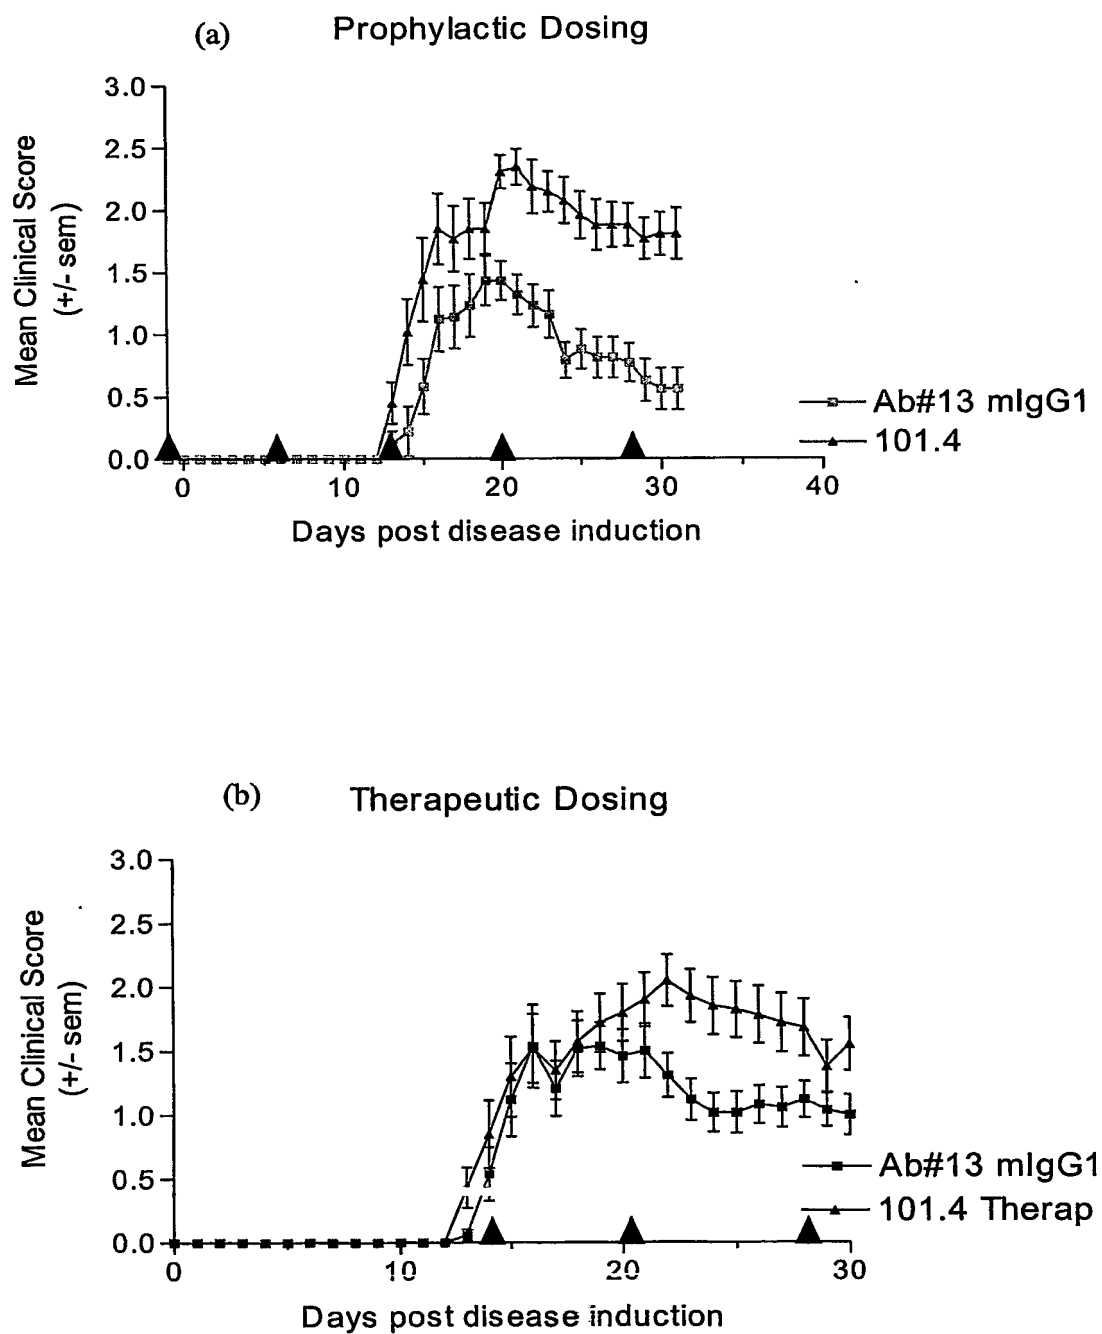 (a) Prophylactic Dosing
3.0
2.5
2.0
1.5
1.0
0.5
0.0
Mean Clinical Score
(+/- sem)
0 10 20 30 40
Days post disease induction
Ab#13 mIgG1
101.4
(b) Therapeutic Dosing
3.0
2.5
2.0
1.5
1.0
0.5
0.0
Mean Clinical Score
(+/- sem)
0 10 20 30
Days post disease induction
Ab#13 mIgG1
101.4 Therap